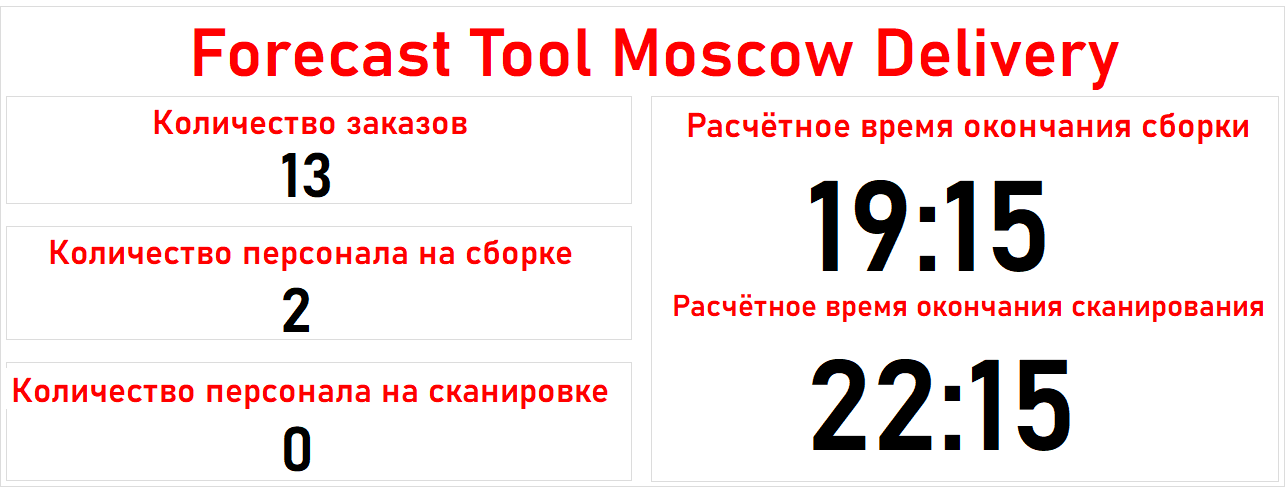 Forecast Tool Moscow Delivery
Количество заказов
13
Количество персонала на сборке
2
Количество персонала на сканировке
0
Расчётное время окончания сборки
19:15
Расчётное время окончания сканирования
22:15